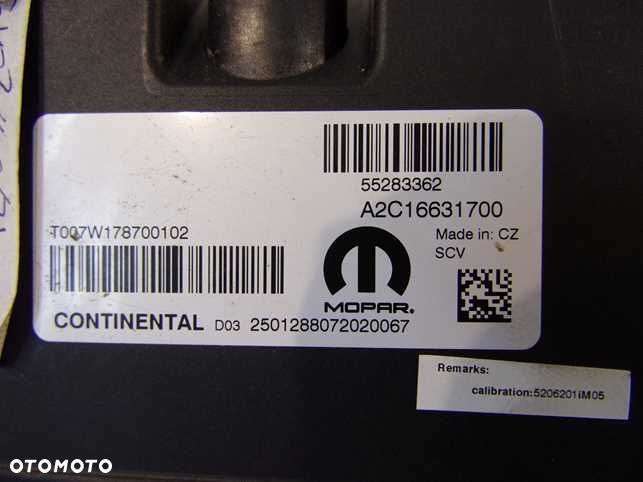 55283362
A2C16631700
T007W178700102
Made in: CZ
SCV
MOPAR.
CONTINENTAL D03 2501288072020067
Remarks:
calibration:5206201iM05
OTOMOTO